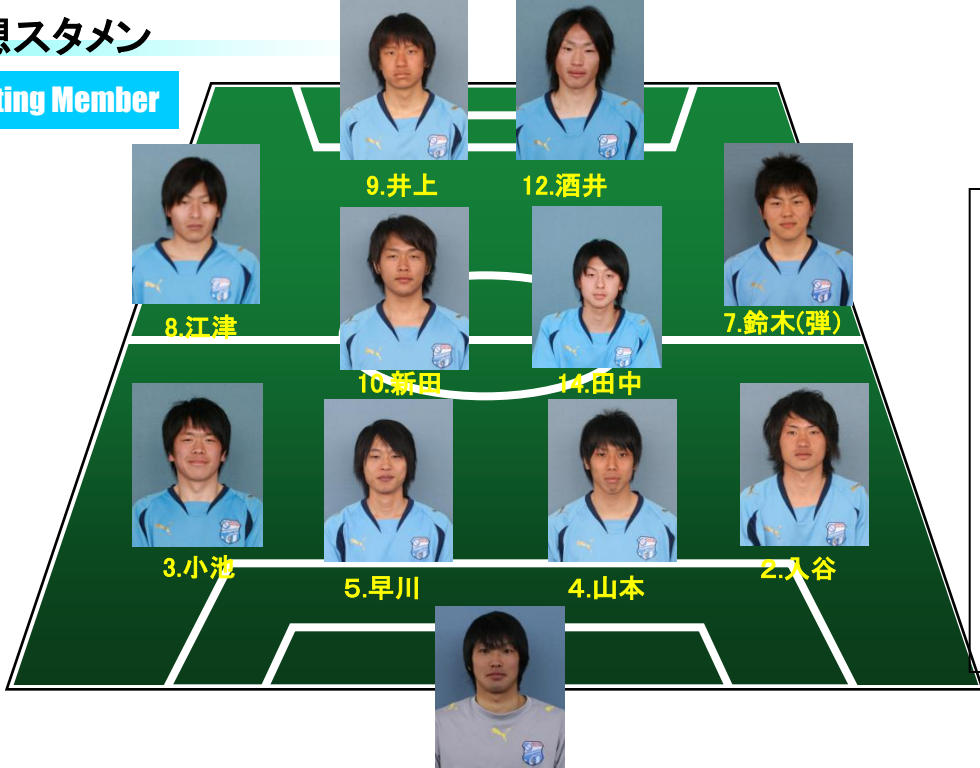 想スタメン
ting Member
9.井上
12.酒井
8.江津
7.鈴木(弾)
10.新田
14.田中
3.小池
５.早川
４.山本
２.入谷